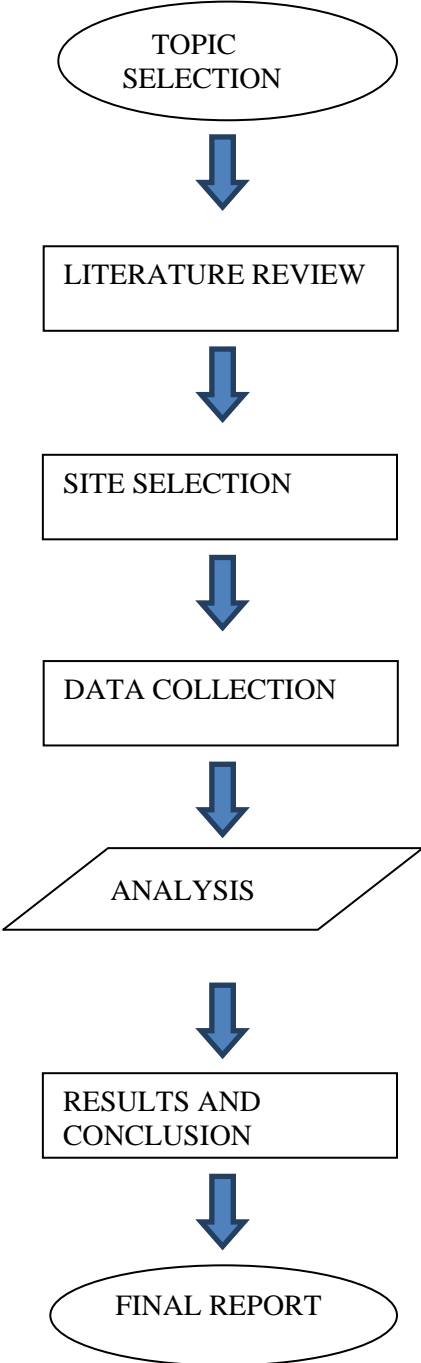 TOPIC
SELECTION
LITERATURE REVIEW
SITE SELECTION
DATA COLLECTION
ANALYSIS
RESULTS AND
CONCLUSION
FINAL REPORT